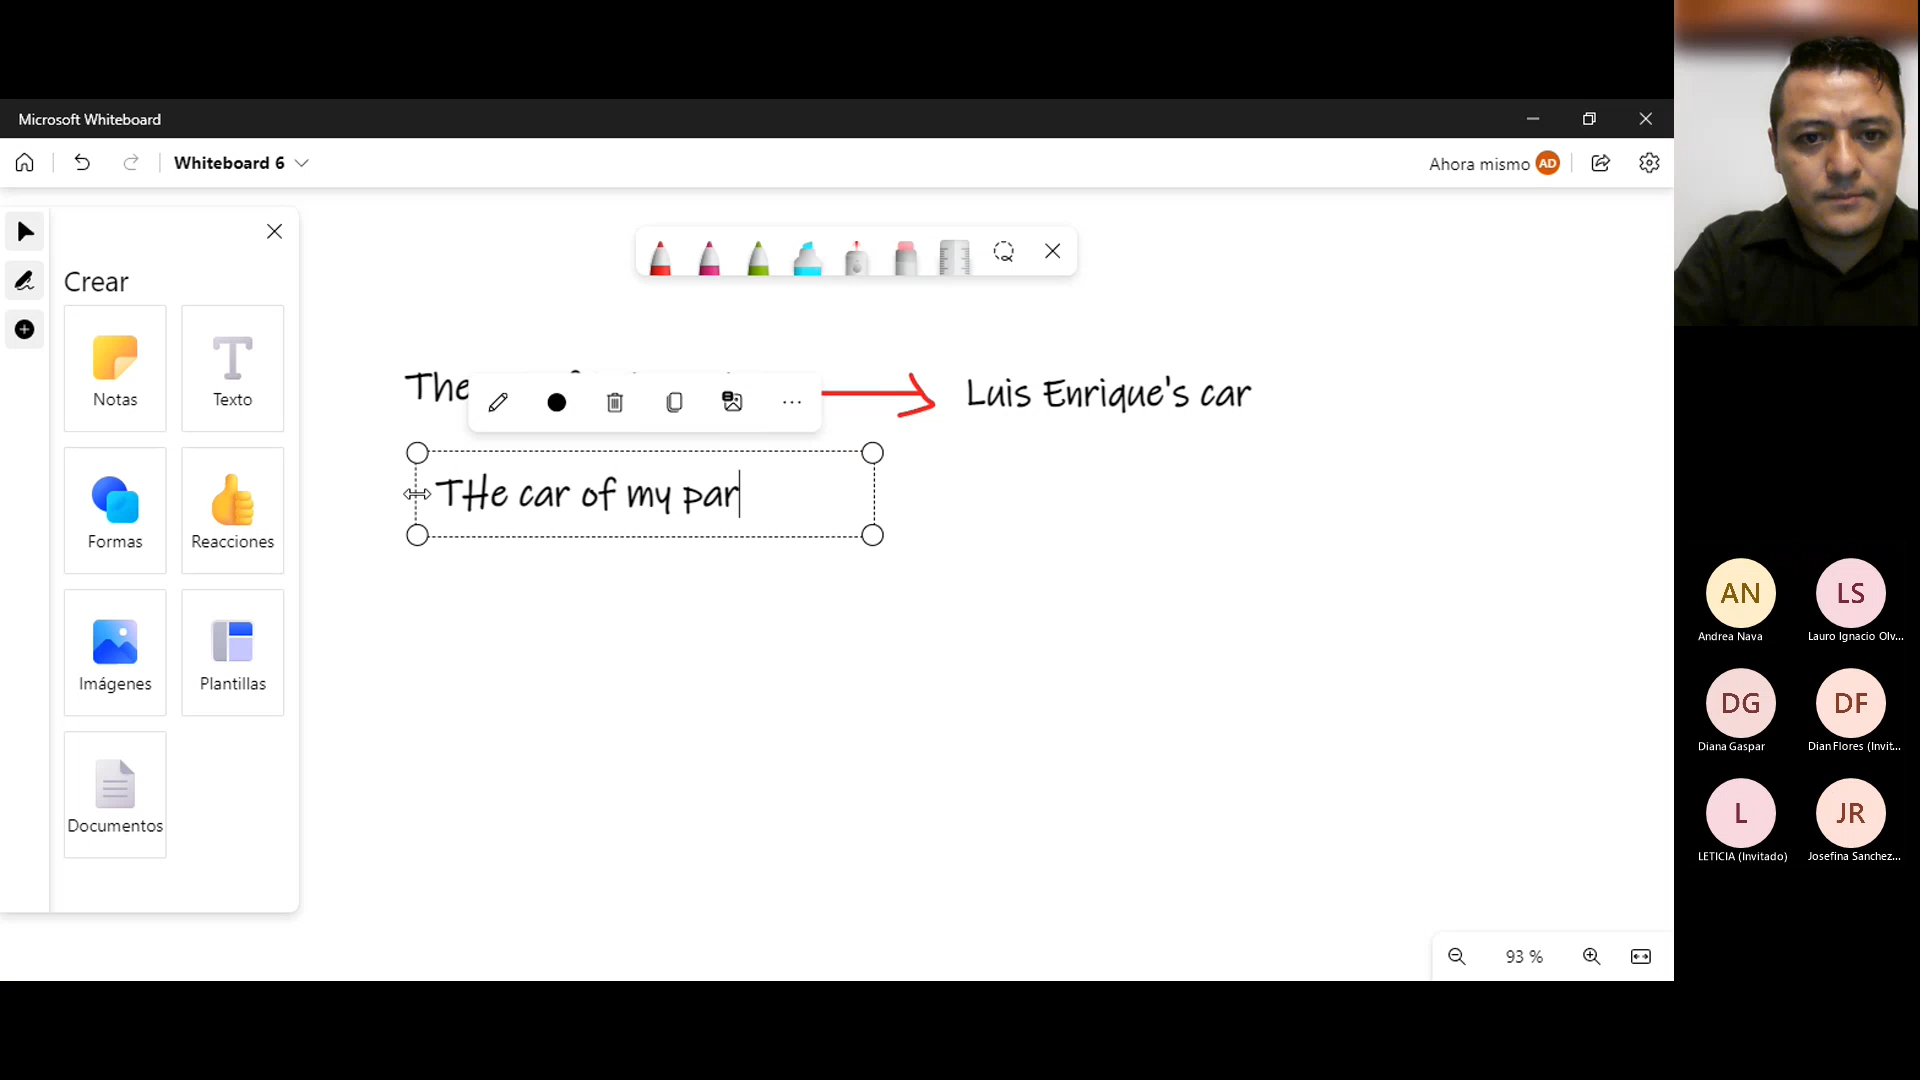 Microsoft Whiteboard
Whiteboard 6
Ahora mismo AD
Crear
Notas
Texto
Formas
Reacciones
Imágenes
Plantillas
Documentos
The
Luis Enrique's car
THe car of my par
93 %
AN
LS
Andrea Nava
Lauro Ignacio Olv...
DG
DF
Diana Gaspar
Dian Flores (Invit...
L
JR
LETICIA (Invitado)
Josefina Sanchez...